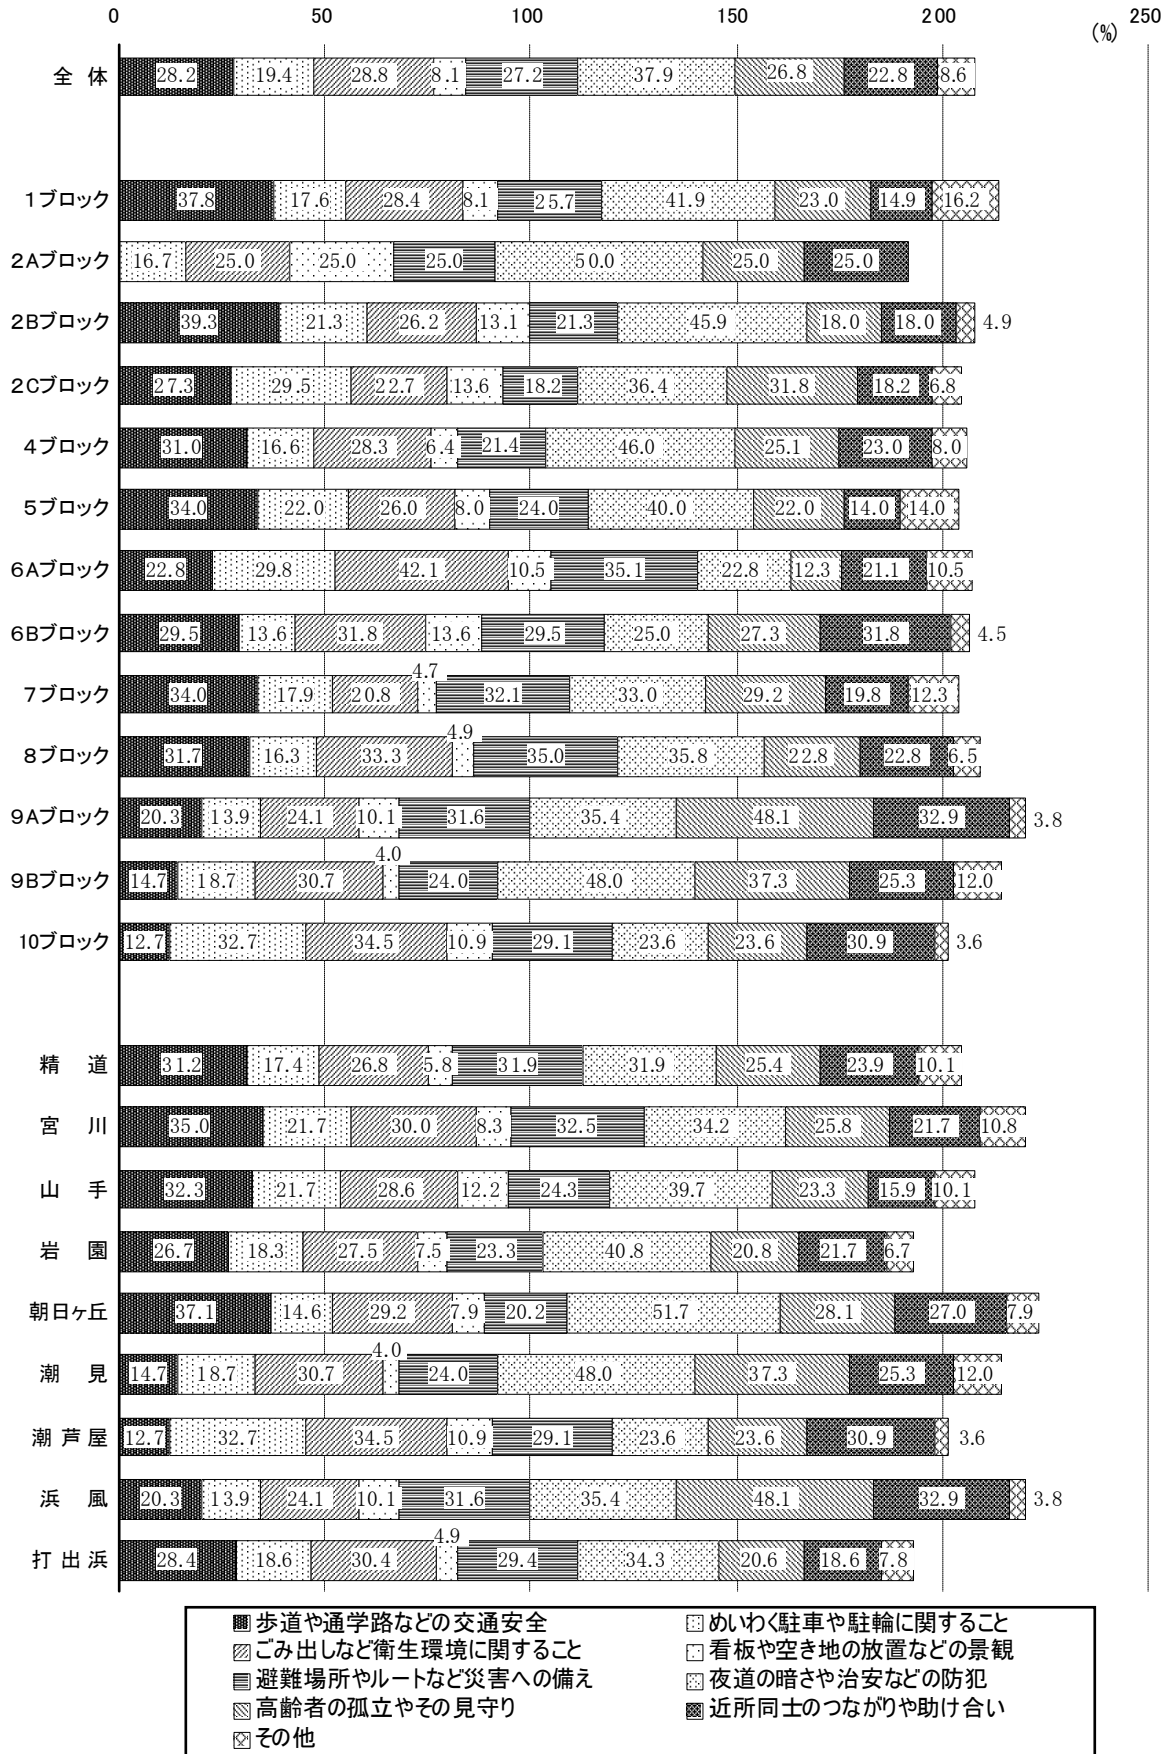 0 50 100 150 200 250
(%)
全 体 28.2 19.4 28.8 8.1 27.2 37.9 26.8 22.8 8.6
1ブロック 37.8 17.6 28.4 8.1 25.7 41.9 23.0 14.9 16.2
2Aブロック 16.7 25.0 25.0 25.0 50.0 25.0 25.0
2Bブロック 39.3 21.3 26.2 13.1 21.3 45.9 18.0 18.0 4.9
2Cブロック 27.3 29.5 22.7 13.6 18.2 36.4 31.8 18.2 6.8
4ブロック 31.0 16.6 28.3 6.4 21.4 46.0 25.1 23.0 8.0
5ブロック 34.0 22.0 26.0 8.0 24.0 40.0 22.0 14.0 14.0
6Aブロック 22.8 29.8 42.1 10.5 35.1 22.8 12.3 21.1 10.5
6Bブロック 29.5 13.6 31.8 13.6 29.5 25.0 27.3 31.8 4.5
7ブロック 34.0 17.9 20.8 4.7 32.1 33.0 29.2 19.8 12.3
8ブロック 31.7 16.3 33.3 4.9 35.0 35.8 22.8 22.8 6.5
9Aブロック 20.3 13.9 24.1 10.1 31.6 35.4 48.1 32.9 3.8
9Bブロック 14.7 18.7 30.7 4.0 24.0 48.0 37.3 25.3 12.0
10ブロック 12.7 32.7 34.5 10.9 29.1 23.6 23.6 30.9 3.6
精 道 31.2 17.4 26.8 5.8 31.9 31.9 25.4 23.9 10.1
宮 川 35.0 21.7 30.0 8.3 32.5 34.2 25.8 21.7 10.8
山 手 32.3 21.7 28.6 12.2 24.3 39.7 23.3 15.9 10.1
岩 園 26.7 18.3 27.5 7.5 23.3 40.8 20.8 21.7 6.7
朝日ヶ丘 37.1 14.6 29.2 7.9 20.2 51.7 28.1 27.0 7.9
潮 見 14.7 18.7 30.7 4.0 24.0 48.0 37.3 25.3 12.0
潮 芦 屋 12.7 32.7 34.5 10.9 29.1 23.6 23.6 30.9 3.6
浜 風 20.3 13.9 24.1 10.1 31.6 35.4 48.1 32.9 3.8
打 出 浜 28.4 18.6 30.4 4.9 29.4 34.3 20.6 18.6 7.8
歩道や通学路などの交通安全 めいわく駐車や駐輪に関すること
ごみ出しなど衛生環境に関すること 看板や空き地の放置などの景観
避難場所やルートなど災害への備え 夜道の暗さや治安などの防犯
高齢者の孤立やその見守り 近所同士のつながりや助け合い
その他